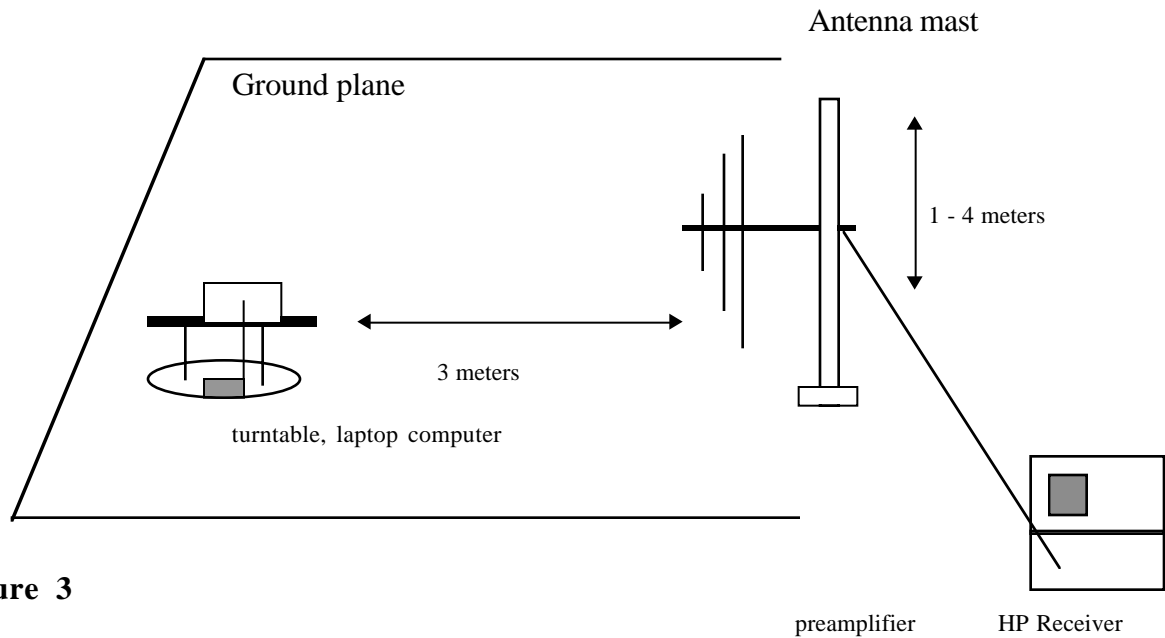 Antenna mast
Ground plane
1 - 4 meters
3 meters
turntable, laptop computer
ure 3
preamplifier HP Receiver